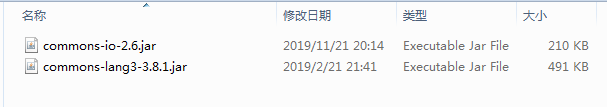 名称 修改日期 类型 大小
commons-io-2.6.jar 2019/11/21 20:14 Executable Jar File 210 KB
commons-lang3-3.8.1.jar 2019/2/21 21:41 Executable Jar File 491 KB